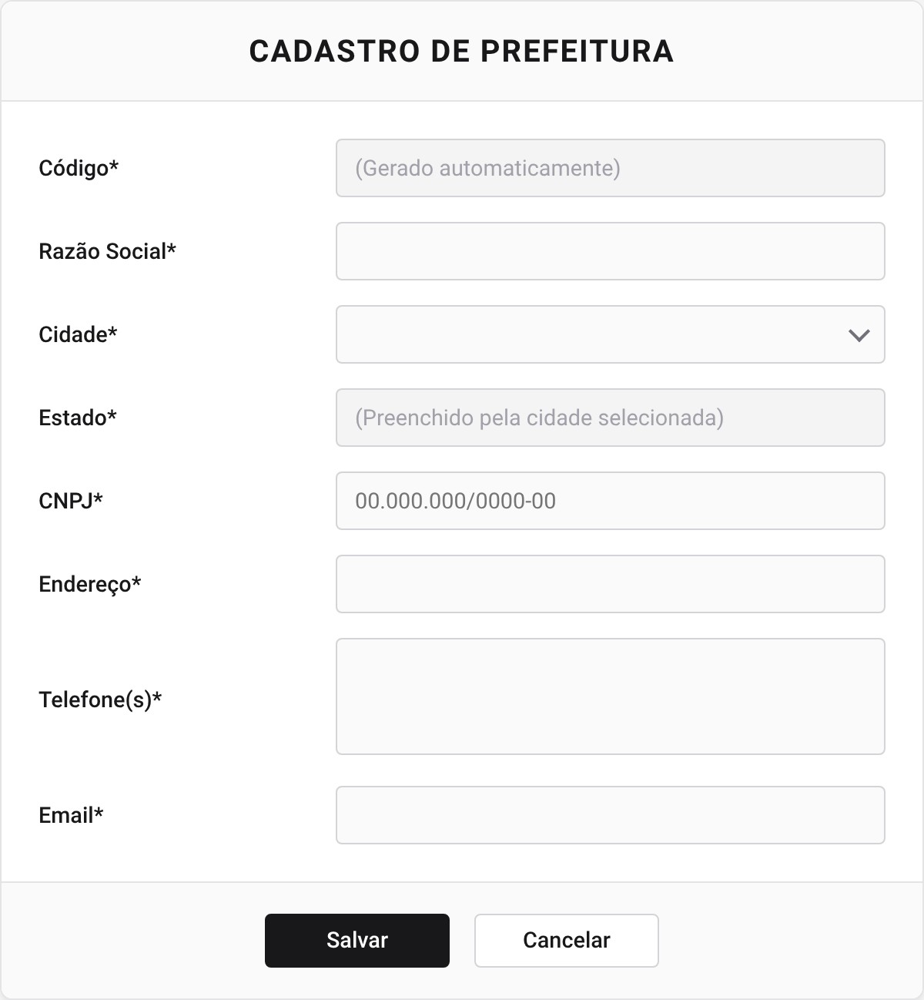 CADASTRO DE PREFEITURA
Código*
(Gerado automaticamente)
Razão Social*
Cidade*
Estado*
(Preenchido pela cidade selecionada)
CNPJ*
00.000.000/0000-00
Endereço*
Telefone(s)*
Email*
Salvar
Cancelar